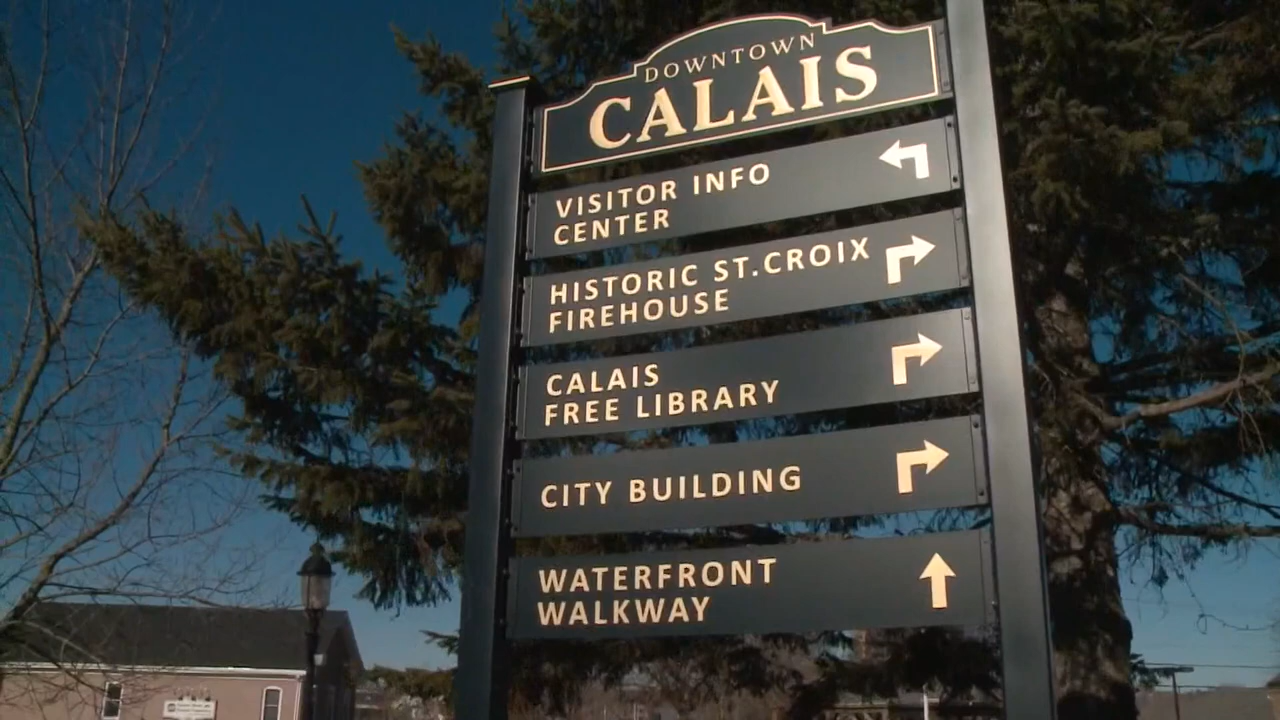 DOWNTOWN
CALAIS
VISITOR INFO
CENTER
HISTORIC ST.CROIX
FIREHOUSE
CALAIS
FREE LIBRARY
CITY BUILDING
WATERFRONT
WALKWAY